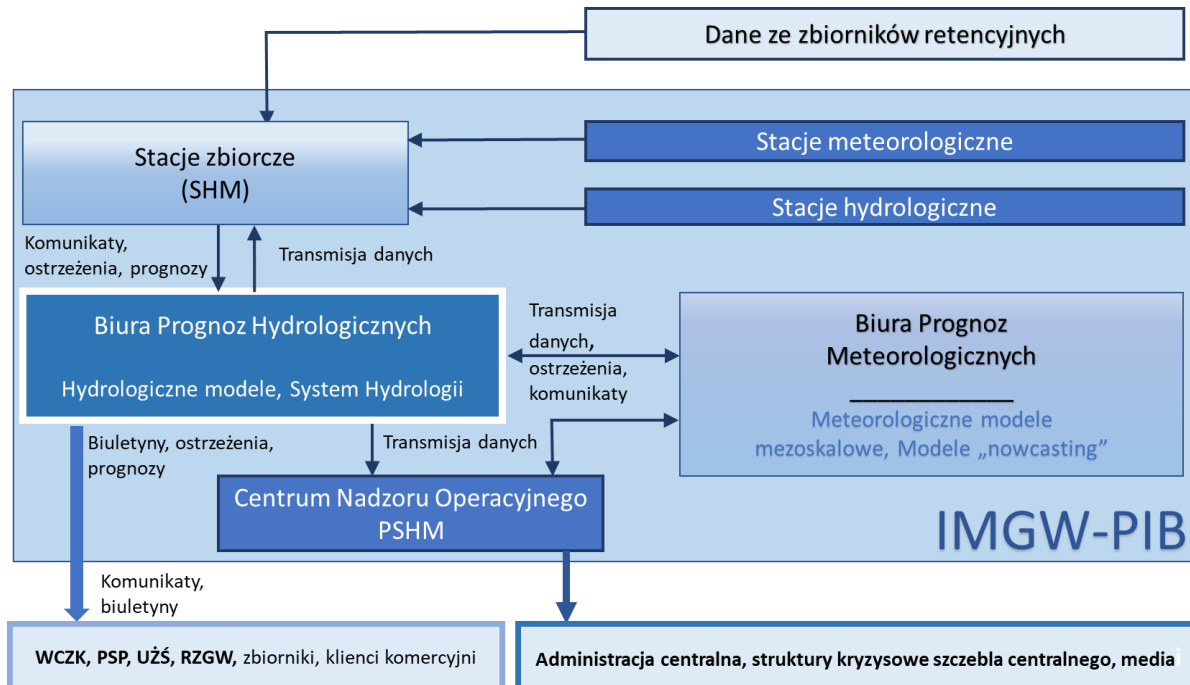 Dane ze zbiorników retencyjnych
Stacje zbiorcze
(SHM)
Stacje meteorologiczne
Stacje hydrologiczne
Komunikaty,
ostrzeżenia, prognozy
Transmisja danych
Biura Prognoz Hydrologicznych
Hydrologiczne modele, System Hydrologii
Transmisja
danych,
ostrzeżenia,
komunikaty
Biura Prognoz
Meteorologicznych
Meteorologiczne modele
mezoskalowe, Modele „nowcasting”
Biuletyny, ostrzeżenia,
prognozy
Transmisja danych
Centrum Nadzoru Operacyjnego
PSHM
IMGW-PIB
Komunikaty,
biuletyny
WCZK, PSP, UŻŚ, RZGW, zbiorniki, klienci komercyjni
Administracja centralna, struktury kryzysowe szczebla centralnego, mediai